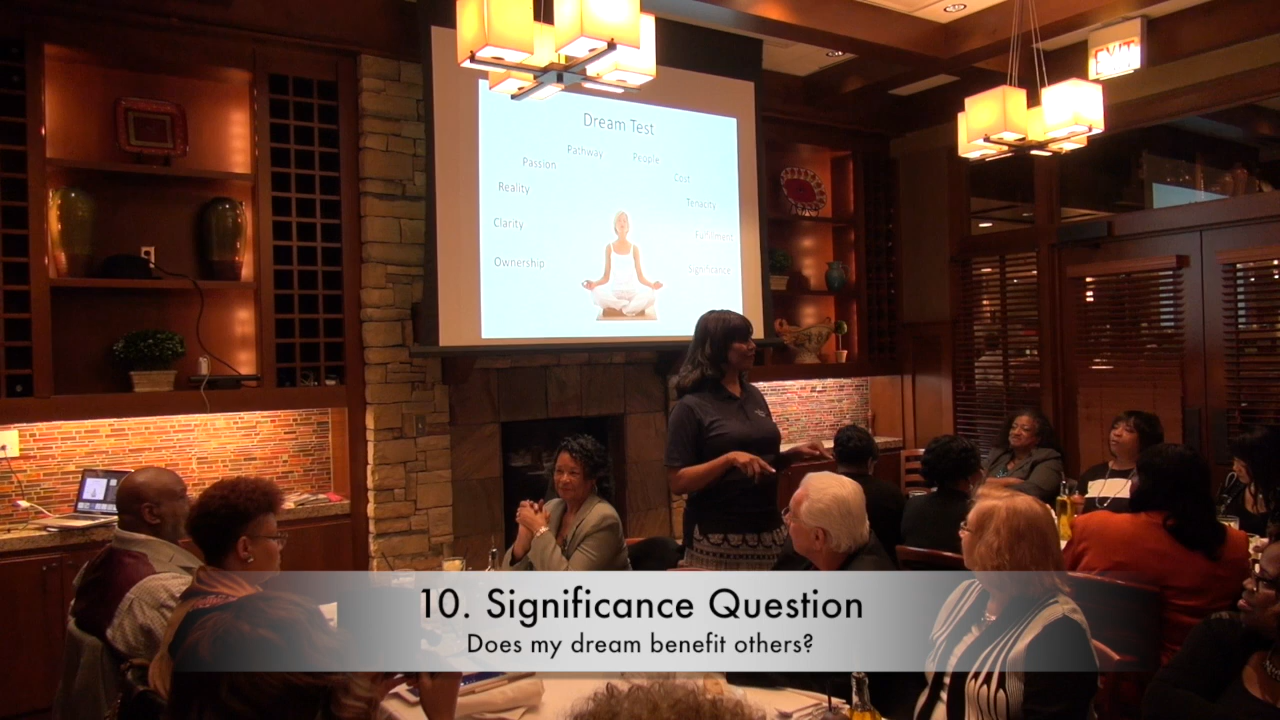 Dream Test
Pathway
People
Passion
Cost
Reality
Tenacity
Clarity
Fulfillment
Ownership
Significance
10. Significance Question
Does my dream benefit others?